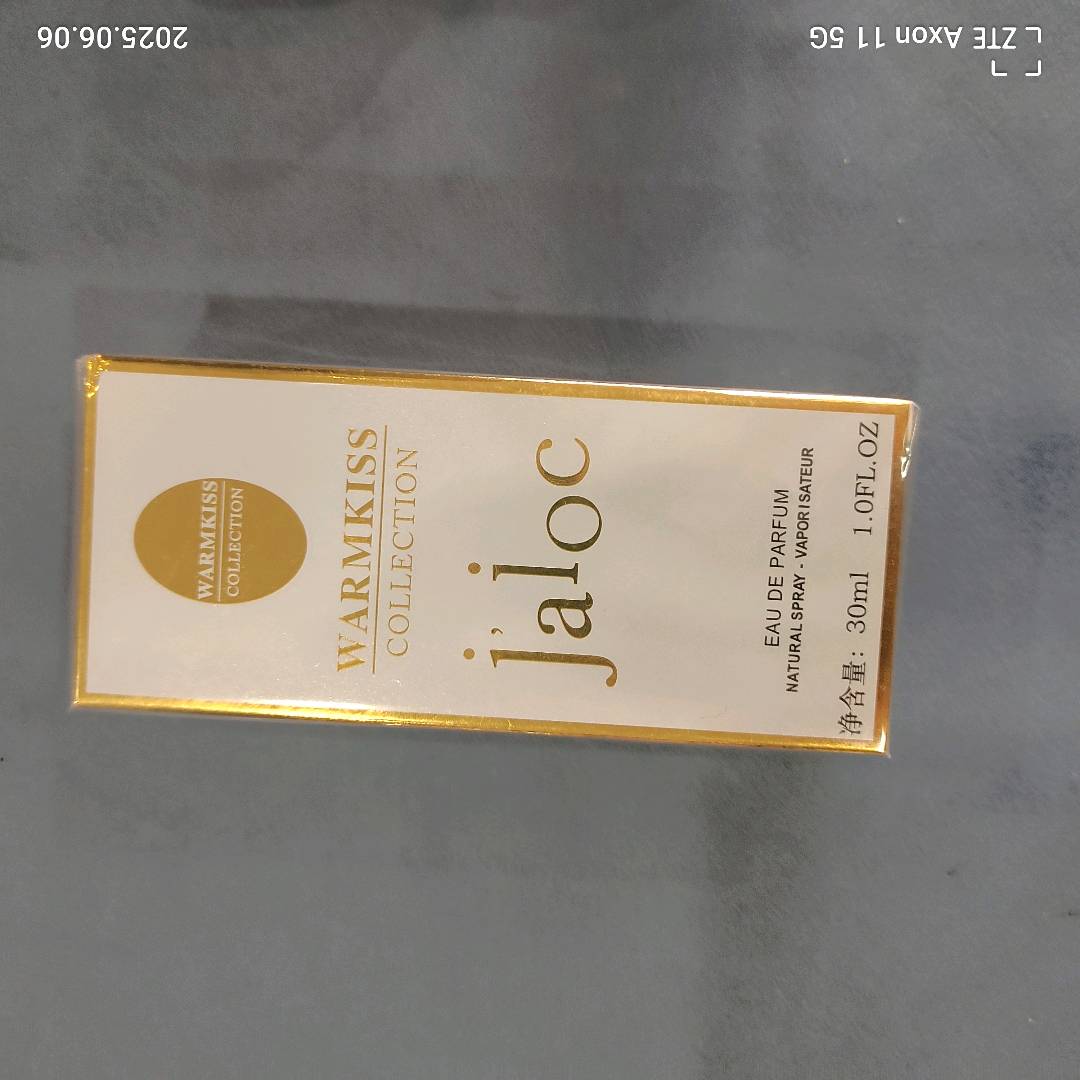 WARMKISS
COLLECTION
WARMKISS
COLLECTION
j'aloc
EAU DE PARFUM
NATURAL SPRAY - VAPORISATEUR
净含量：30ml 1.0FL.OZ
ZTE Axon 11 5G
2025.06.06